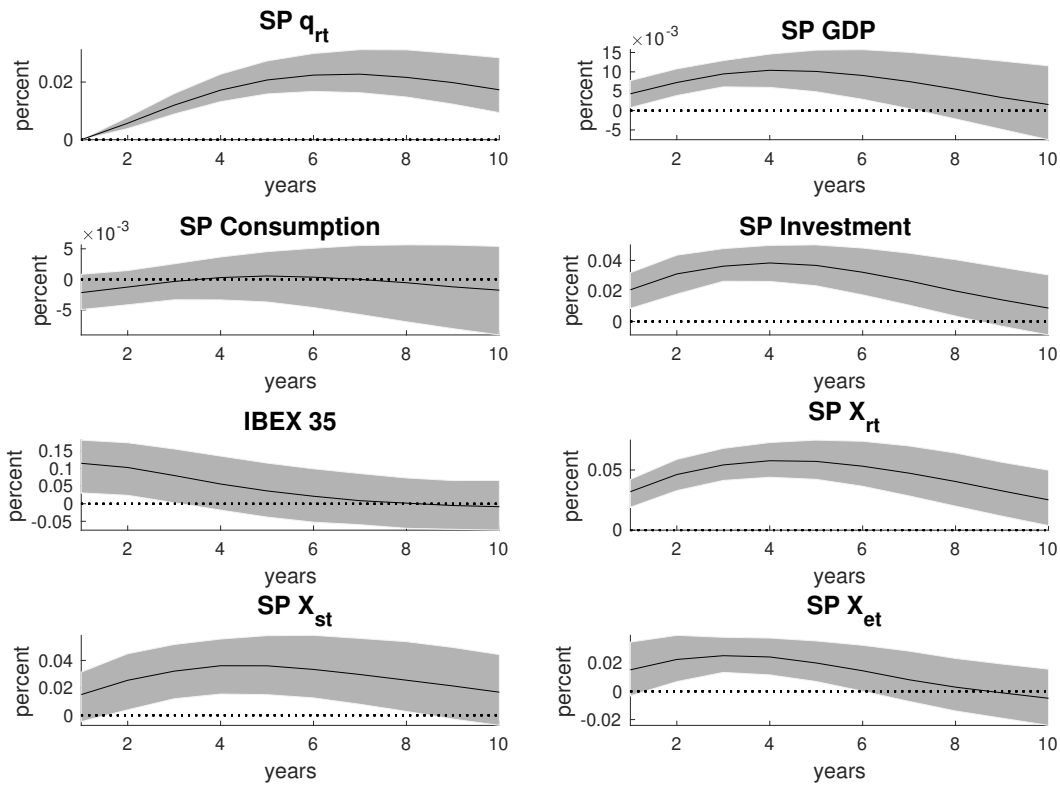 SP q_rt
percent
0.02
0
2 4 6 8 10
years
SP GDP
×10^-3
percent
15
10
5
0
-5
2 4 6 8 10
years
SP Consumption
×10^-3
percent
5
0
-5
2 4 6 8 10
years
SP Investment
percent
0.04
0.02
0
2 4 6 8 10
years
IBEX 35
percent
0.15
0.1
0.05
0
-0.05
2 4 6 8 10
years
SP X_rt
percent
0.05
0
2 4 6 8 10
years
SP X_st
percent
0.04
0.02
0
2 4 6 8 10
years
SP X_et
percent
0.02
0
-0.02
2 4 6 8 10
years